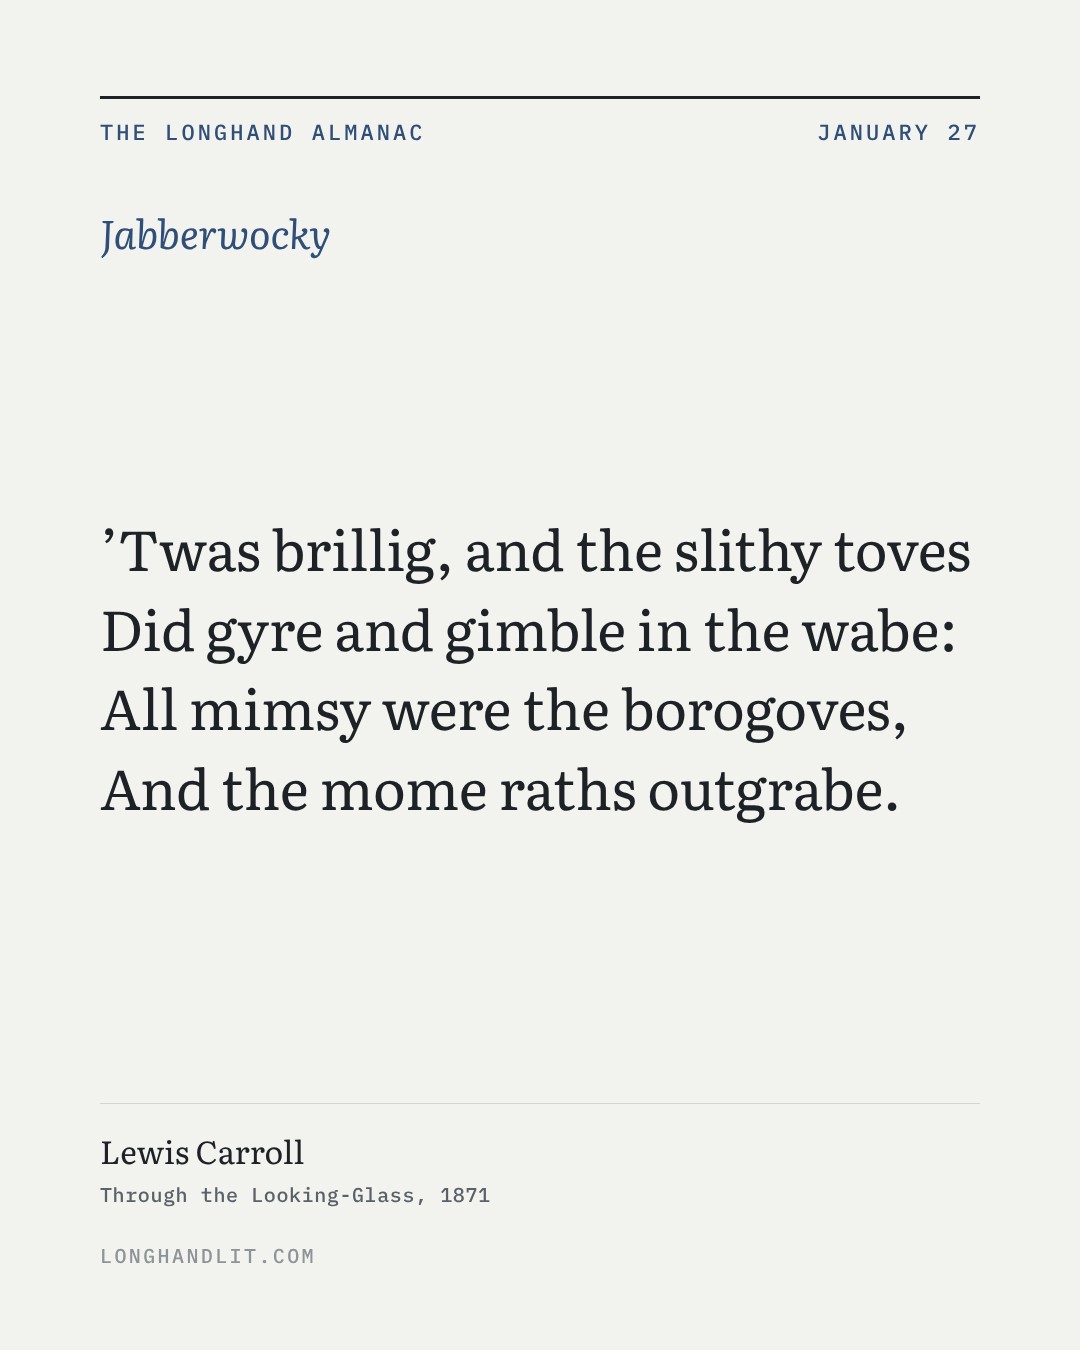 THE LONGHAND ALMANAC
JANUARY 27
Jabberwocky
’Twas brillig, and the slithy toves
Did gyre and gimble in the wabe:
All mimsy were the borogoves,
And the mome raths outgrabe.
Lewis Carroll
Through the Looking-Glass, 1871
LONGHANDLIT.COM